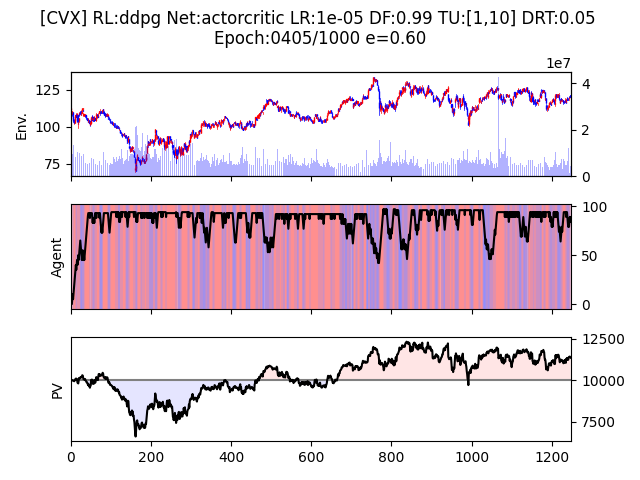 [CVX] RL:ddpg Net:actorcritic LR:1e-05 DF:0.99 TU:[1,10] DRT:0.05
Epoch:0405/1000 e=0.60
1e7
125
100
75
Env.
4
2
0
Agent
100
50
0
PV
12500
10000
7500
0 200 400 600 800 1000 1200